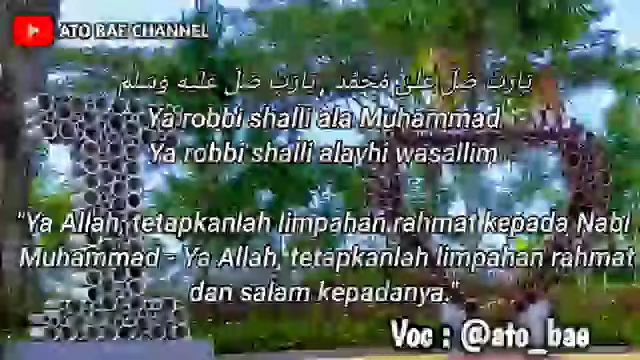 ATO BAE CHANNEL
يَارَبِّ صَلِّ عَلَىٰ مُحَمَّد , يَارَبِّ صَلِّ عَلَيْهِ وَسَلِّم
Ya robbi shalli ala Muhammad
Ya robbi shalli alayhi wasallim
"Ya Allah, tetapkanlah limpahan rahmat kepada Nabi
Muhammad - Ya Allah, tetapkanlah limpahan rahmat
dan salam kepadanya."
Voc : @ato_bae